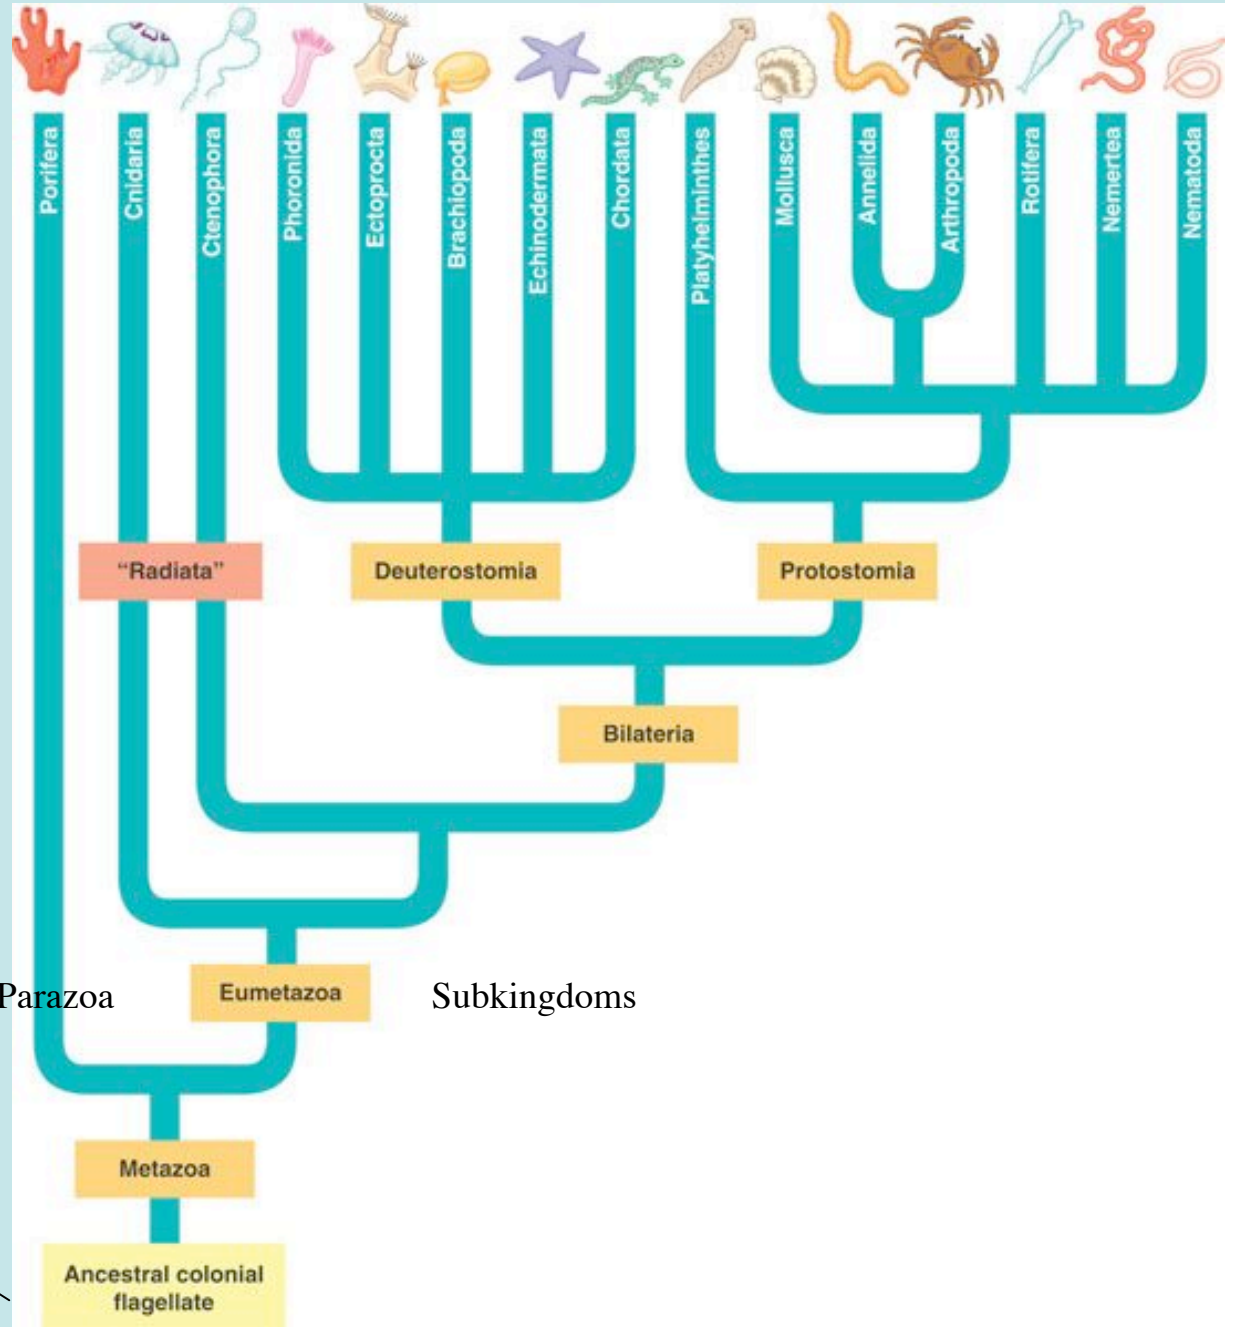 Porifera
Cnidaria
Ctenophora
Phoronida
Ectoprocta
Brachiopoda
Echinodermata
Chordata
Platyhelminthes
Mollusca
Annelida
Arthropoda
Rotifera
Nemertea
Nematoda
“Radiata”
Deuterostomia
Protostomia
Bilateria
Parazoa
Eumetazoa
Subkingdoms
Metazoa
Ancestral colonial
flagellate